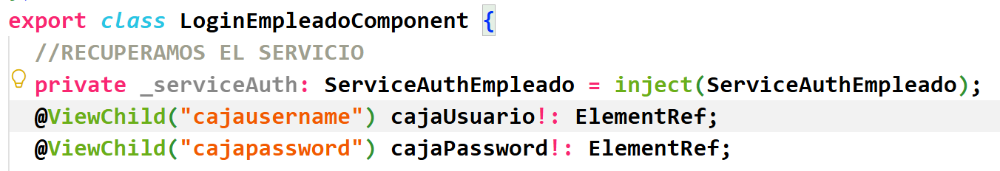 export class LoginEmpleadoComponent {
//RECUPERAMOS EL SERVICIO
private _serviceAuth: ServiceAuthEmpleado = inject(ServiceAuthEmpleado);
@ViewChild("cajausername") cajaUsuario!: ElementRef;
@ViewChild("cajapassword") cajaPassword!: ElementRef;